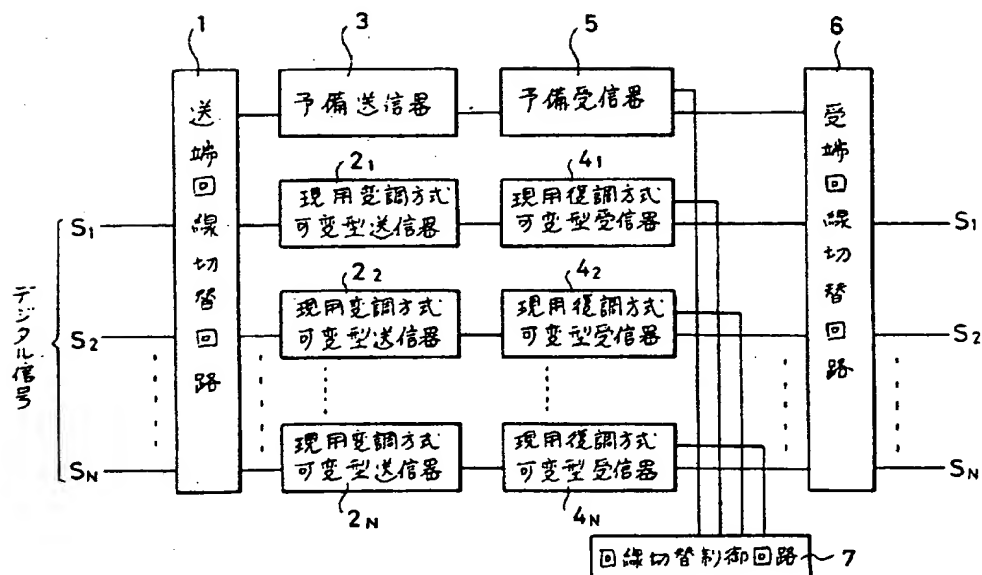 1
3
5
6
予備送信器
予備受信器
送端回線切替回路
受端回線切替回路
2₁
4₁
現用変調方式
可変型送信器
現用復調方式
可変型受信器
S₁
S₁
2₂
4₂
現用変調方式
可変型送信器
現用復調方式
可変型受信器
S₂
S₂
デジタル信号
現用変調方式
可変型送信器
現用復調方式
可変型受信器
S_N
S_N
2_N
4_N
回線切替制御回路
7